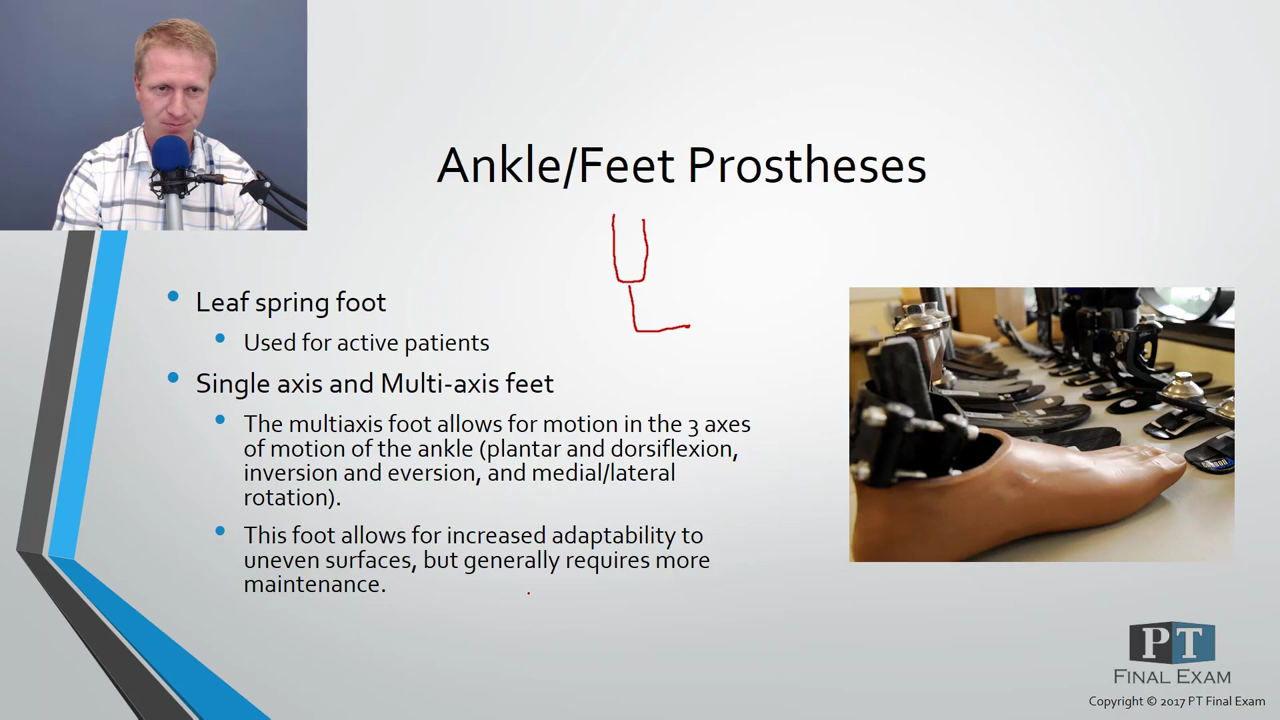 Ankle/Feet Prostheses
Leaf spring foot
Used for active patients
Single axis and Multi-axis feet
The multiaxis foot allows for motion in the 3 axes
of motion of the ankle (plantar and dorsiflexion,
inversion and eversion, and medial/lateral
rotation).
This foot allows for increased adaptability to
uneven surfaces, but generally requires more
maintenance.
PT
FINAL EXAM
Copyright © 2017 PT Final Exam